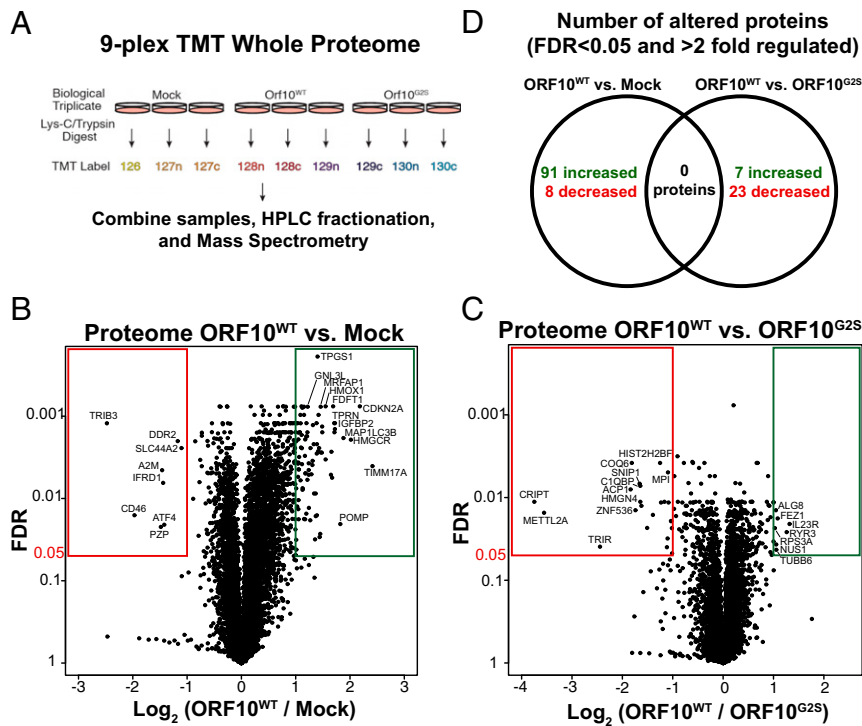 A
9-plex TMT Whole Proteome
Biological
Triplicate
Mock
Orf10WT
Orf10G2S
Lys-C/Trypsin
Digest
TMT Label
126
127n
127c
128n
128c
129n
129c
130n
130c
Combine samples, HPLC fractionation,
and Mass Spectrometry
D
Number of altered proteins
(FDR<0.05 and >2 fold regulated)
ORF10WT vs. Mock
ORF10WT vs. ORF10G2S
91 increased
8 decreased
0
proteins
7 increased
23 decreased
B
Proteome ORF10WT vs. Mock
FDR
0.001
0.01
0.05
0.1
1
TPGS1
GNL3L
MRFAP1
HMOX1
FDFT1
CDKN2A
TPRN
IGFBP2
MAP1LC3B
HMGCR
TIMM17A
POMP
TRIB3
DDR2
SLC44A2
A2M
IFRD1
CD46
ATF4
PZP
-3
-2
-1
0
1
2
3
Log2 (ORF10WT / Mock)
C
Proteome ORF10WT vs. ORF10G2S
FDR
0.001
0.01
0.05
0.1
1
HIST2H2BF
COQ6
SNIP1
MPI
C1QBP
ACP1
HMGN4
CRIPT
ZNF536
METTL2A
TRIR
ALG8
FEZ1
IL23R
RYR3
RPS3A
NUS1
TUBB6
-4
-3
-2
-1
0
1
2
Log2 (ORF10WT / ORF10G2S)